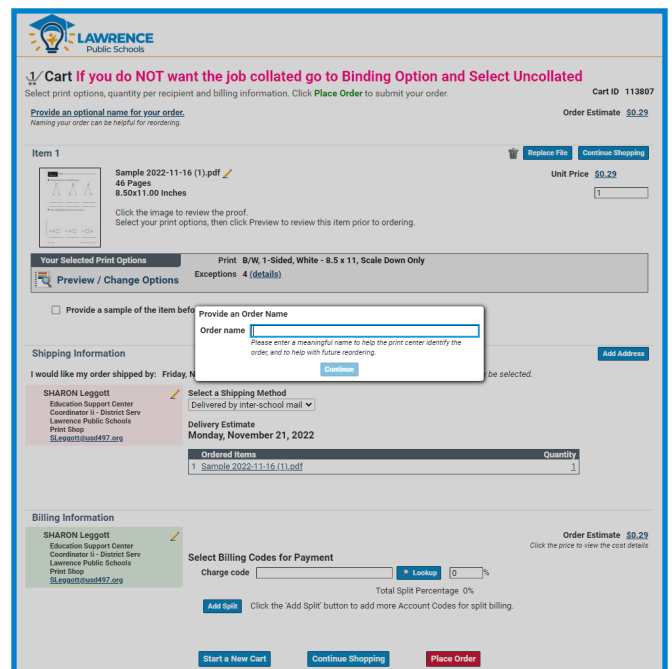 LAWRENCE
Public Schools
Cart If you do NOT want the job collated go to Binding Option and Select Uncollated
Select print options, quantity per recipient and billing information. Click Place Order to submit your order.
Cart ID 113807
Provide an optional name for your order.
Order Estimate $0.29
Naming your order can be helpful for reordering.
Item 1
Replace File
Continue Shopping
Sample 2022-11-16 (1).pdf
Unit Price $0.29
46 Pages
8.50x11.00 Inches
1
Click the image to review the proof.
Select your print options, then click Preview to review this item prior to ordering.
Your Selected Print Options
Print B/W, 1-Sided, White - 8.5 x 11, Scale Down Only
Preview / Change Options
Exceptions 4 (details)
Provide a sample of the item befo
Provide an Order Name
Order name
Please enter a meaningful name to help the print center identify the
order, and to help with future reordering.
Continue
Shipping Information
Add Address
I would like my order shipped by: Friday, N
be selected.
SHARON Leggott
Education Support Center
Coordinator Ii - District Serv
Lawrence Public Schools
Print Shop
SLeggott@usd497.org
Select a Shipping Method
Delivered by inter-school mail
Delivery Estimate
Monday, November 21, 2022
Ordered Items Quantity
1 Sample 2022-11-16 (1).pdf 1
Billing Information
SHARON Leggott
Education Support Center
Coordinator Ii - District Serv
Lawrence Public Schools
Print Shop
SLeggott@usd497.org
Order Estimate $0.29
Click the price to view the cost details
Select Billing Codes for Payment
Charge code
* Lookup
0 %
Total Split Percentage 0%
Add Split
Click the 'Add Split' button to add more Account Codes for split billing.
Start a New Cart
Continue Shopping
Place Order